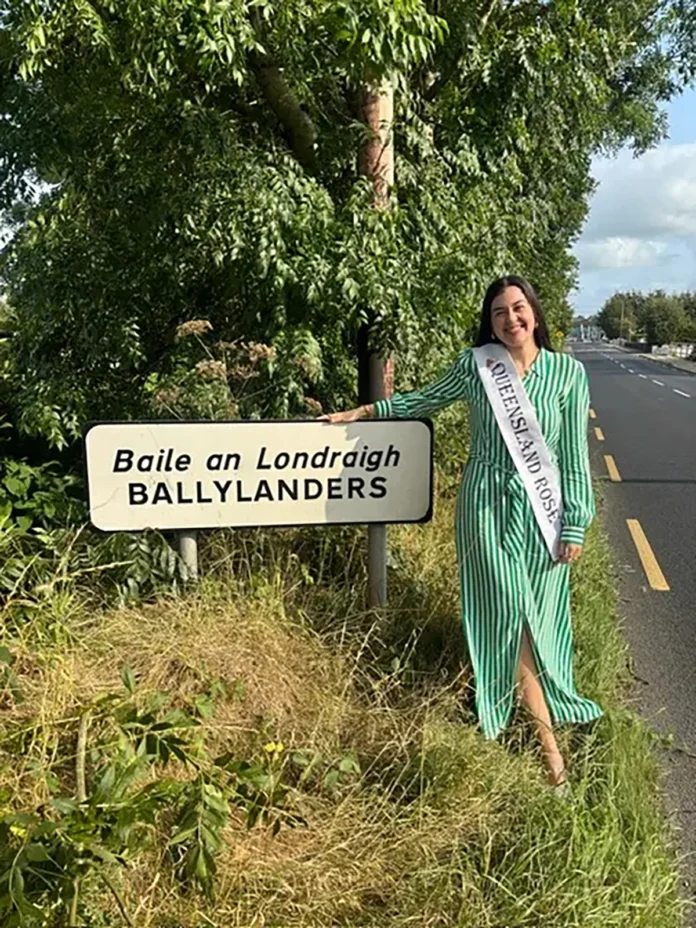 Baile an Londraigh
BALLYLANDERS
QUEENSLAND ROSE